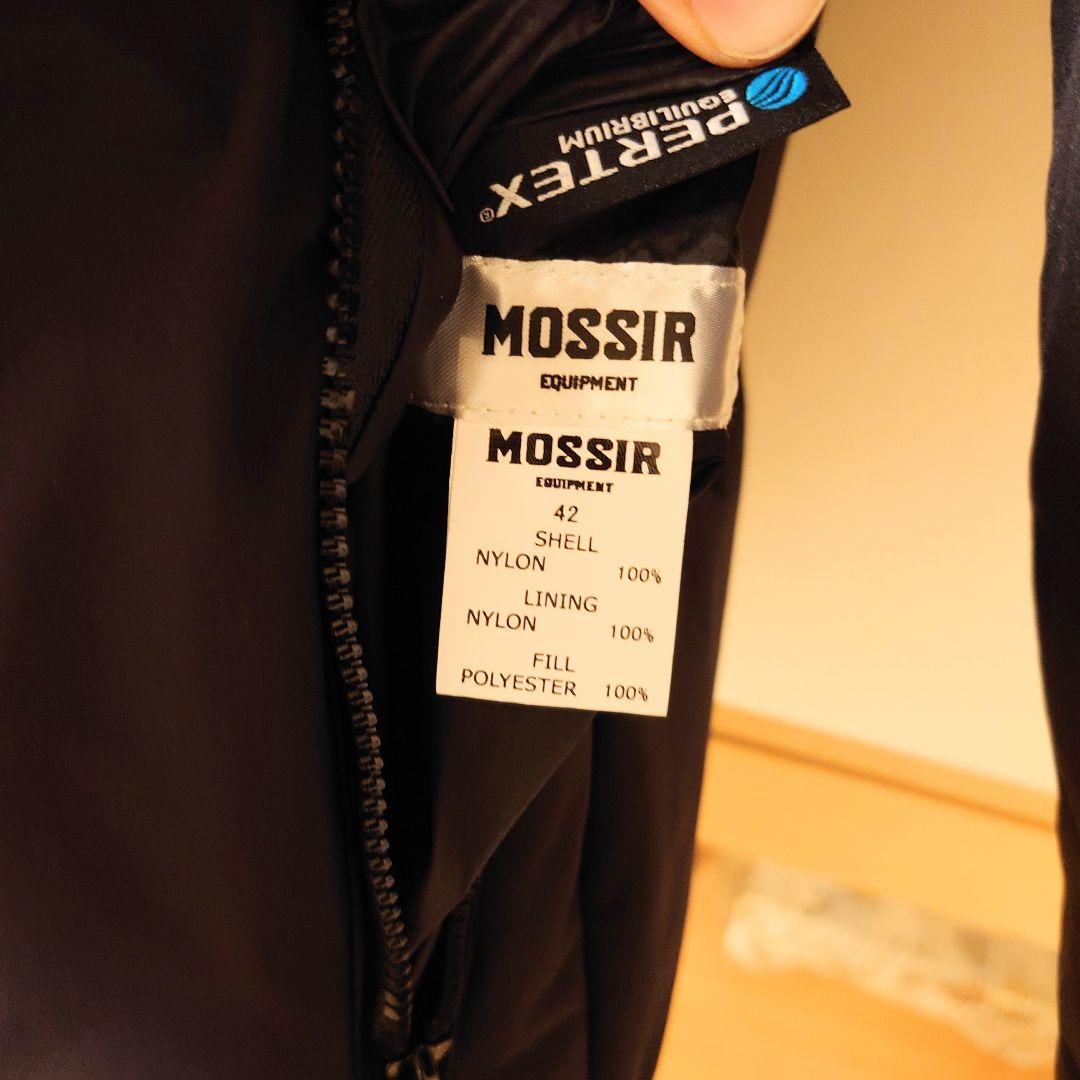 PERTEX®
EQUILIBRIUM
MOSSIR
EQUIPMENT
MOSSIR
EQUIPMENT
42
SHELL
NYLON 100%
LINING
NYLON 100%
FILL
POLYESTER 100%